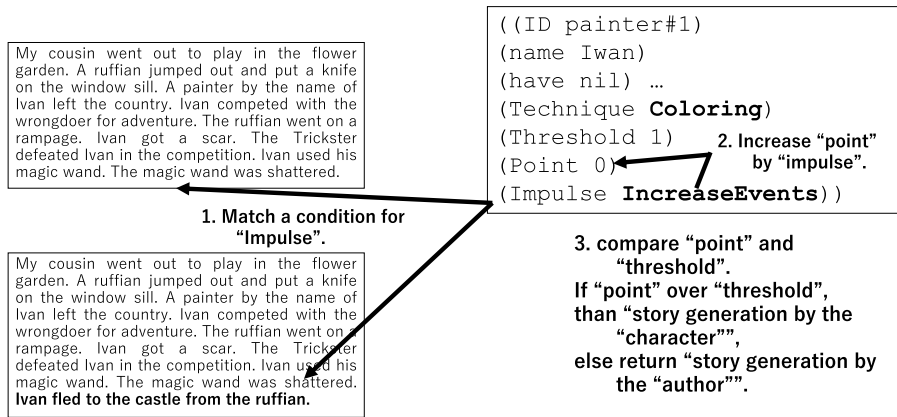 My cousin went out to play in the flower
garden. A ruffian jumped out and put a knife
on the window sill. A painter by the name of
Ivan left the country. Ivan competed with the
wrongdoer for adventure. The ruffian went on a
rampage. Ivan got a scar. The Trickster
defeated Ivan in the competition. Ivan used his
magic wand. The magic wand was shattered.
((ID painter#1)
(name Iwan)
(have nil) …
(Technique Coloring)
(Threshold 1)
(Point 0)
(Impulse IncreaseEvents))
2. Increase “point”
by “impulse”.
1. Match a condition for
“Impulse”.
My cousin went out to play in the flower
garden. A ruffian jumped out and put a knife
on the window sill. A painter by the name of
Ivan left the country. Ivan competed with the
wrongdoer for adventure. The ruffian went on a
rampage. Ivan got a scar. The Trickster
defeated Ivan in the competition. Ivan used his
magic wand. The magic wand was shattered.
Ivan fled to the castle from the ruffian.
3. compare “point” and
“threshold”.
If “point” over “threshold”,
than “story generation by the
“character””,
else return “story generation by
the “author””.